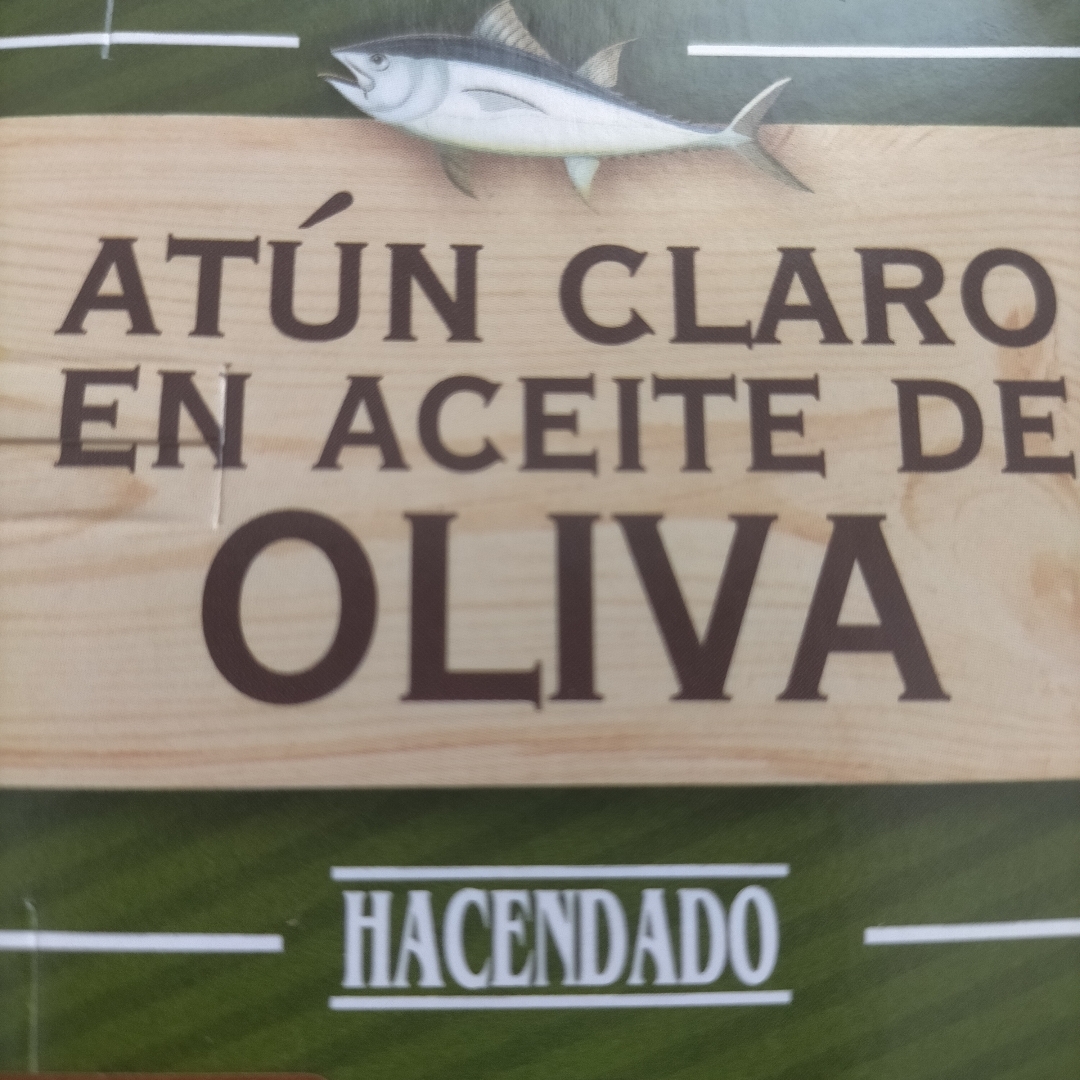 ATÚN CLARO
EN ACEITE DE
OLIVA
HACENDADO